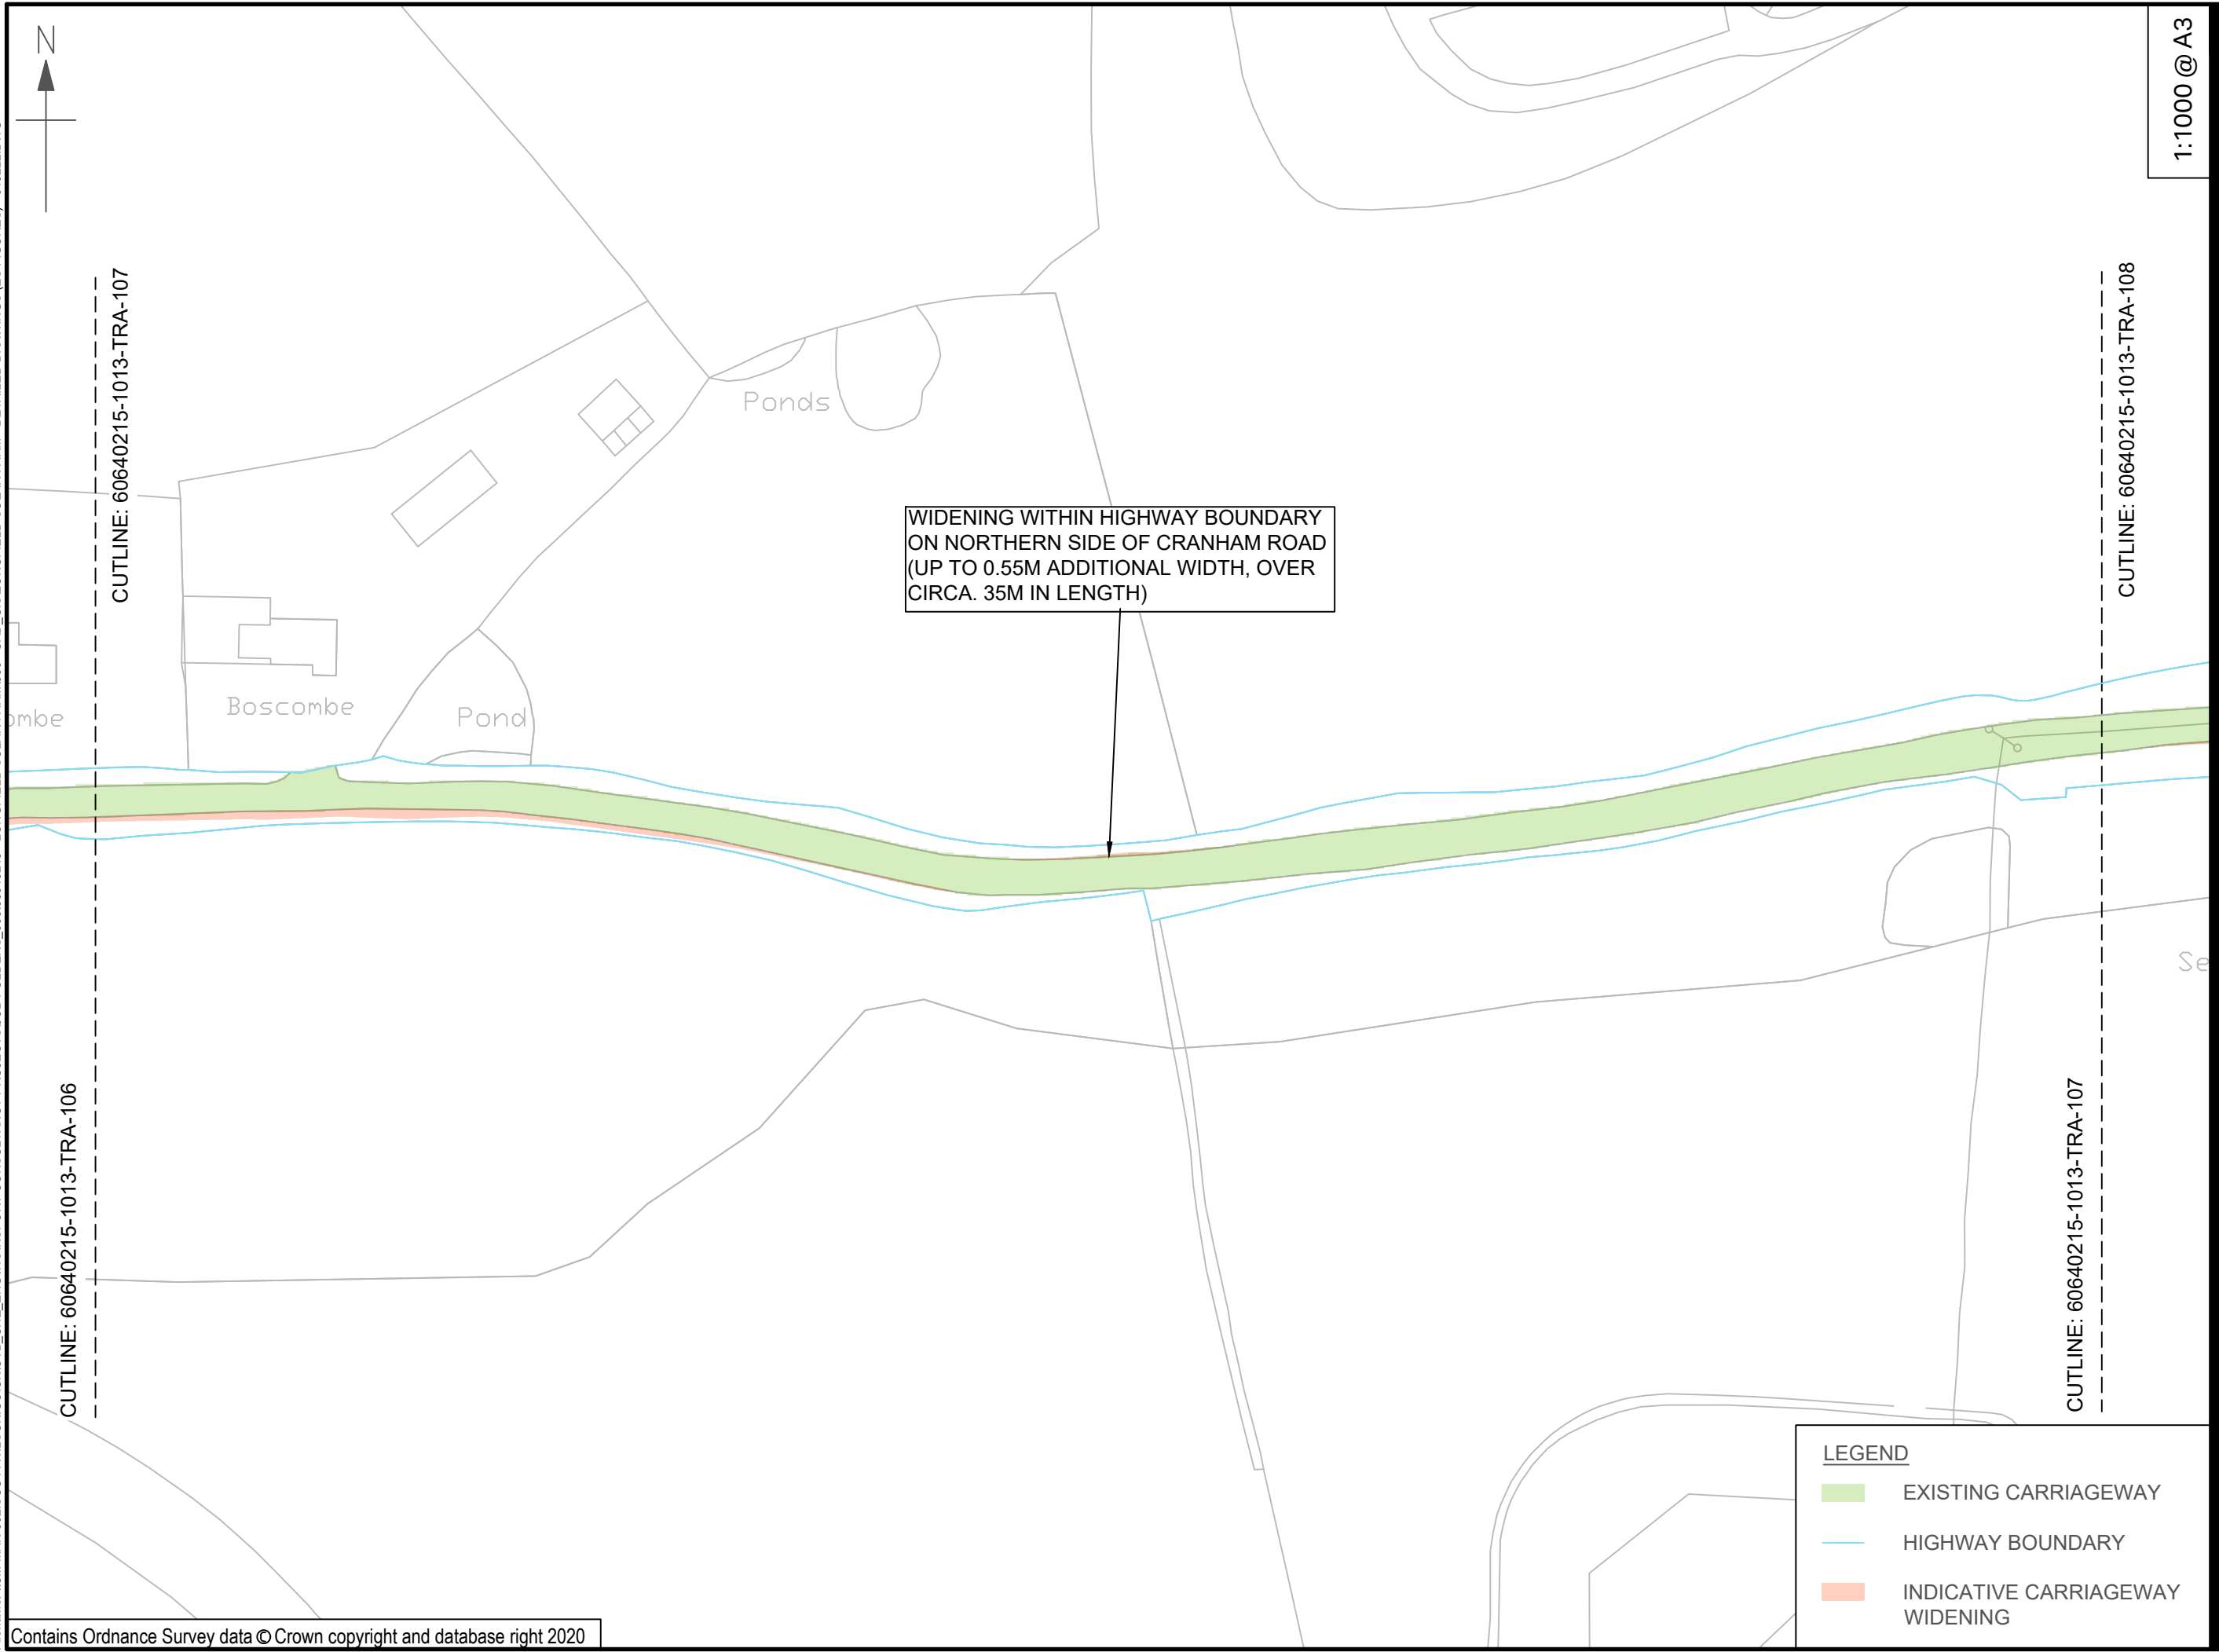 N
1:1000 @ A3
CUTLINE: 60640215-1013-TRA-107
CUTLINE: 60640215-1013-TRA-108
Ponds
WIDENING WITHIN HIGHWAY BOUNDARY
ON NORTHERN SIDE OF CRANHAM ROAD
(UP TO 0.55M ADDITIONAL WIDTH, OVER
CIRCA. 35M IN LENGTH)
ombe
Boscombe
Pond
Se
CUTLINE: 60640215-1013-TRA-106
CUTLINE: 60640215-1013-TRA-107
LEGEND
EXISTING CARRIAGEWAY
HIGHWAY BOUNDARY
INDICATIVE CARRIAGEWAY
WIDENING
Contains Ordnance Survey data © Crown copyright and database right 2020